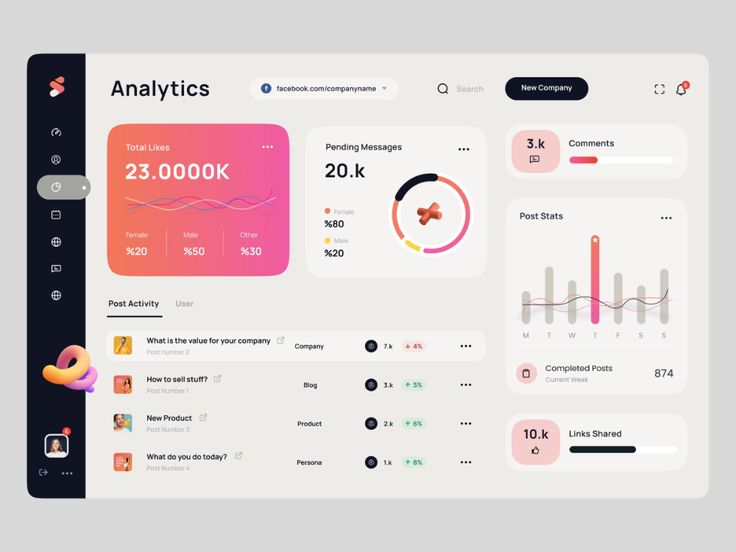 Analytics
facebook.com/companyname
Search
New Company
6
Total Likes
23.0000K
Female
Male
Other
%20
%50
%30
Pending Messages
20.k
Female
%80
Male
%20
3.k
Comments
Post Stats
M T W T F S S
Completed Posts
Current Week
874
10.k
Links Shared
Post Activity
User
What is the value for your company
Post number 2
Company
7.k
4%
How to sell stuff?
Post Number 1
Blog
3.k
5%
New Product
Post Number 3
Product
2.k
6%
What do you do today?
Post Number 4
Persona
1.k
8%
6